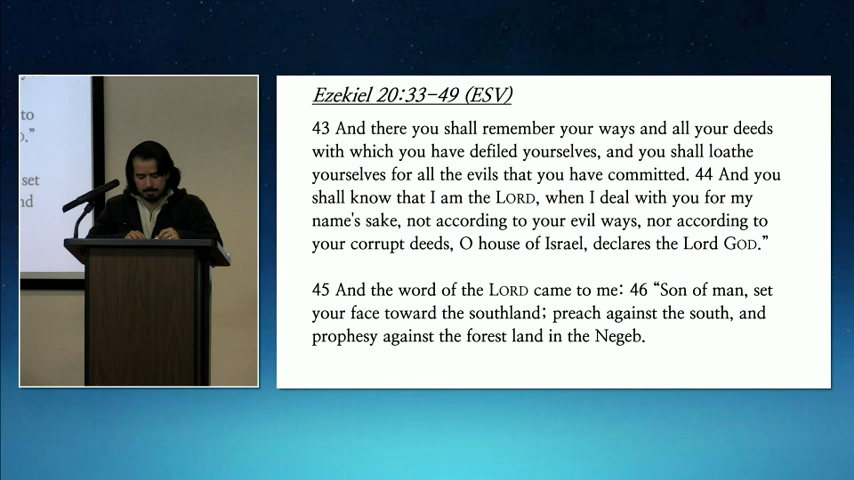 Ezekiel 20:33-49 (ESV)
43 And there you shall remember your ways and all your deeds
with which you have defiled yourselves, and you shall loathe
yourselves for all the evils that you have committed. 44 And you
shall know that I am the LORD, when I deal with you for my
name's sake, not according to your evil ways, nor according to
your corrupt deeds, O house of Israel, declares the Lord GOD.”
45 And the word of the LORD came to me: 46 “Son of man, set
your face toward the southland; preach against the south, and
prophesy against the forest land in the Negeb.
to
.”
set
nd